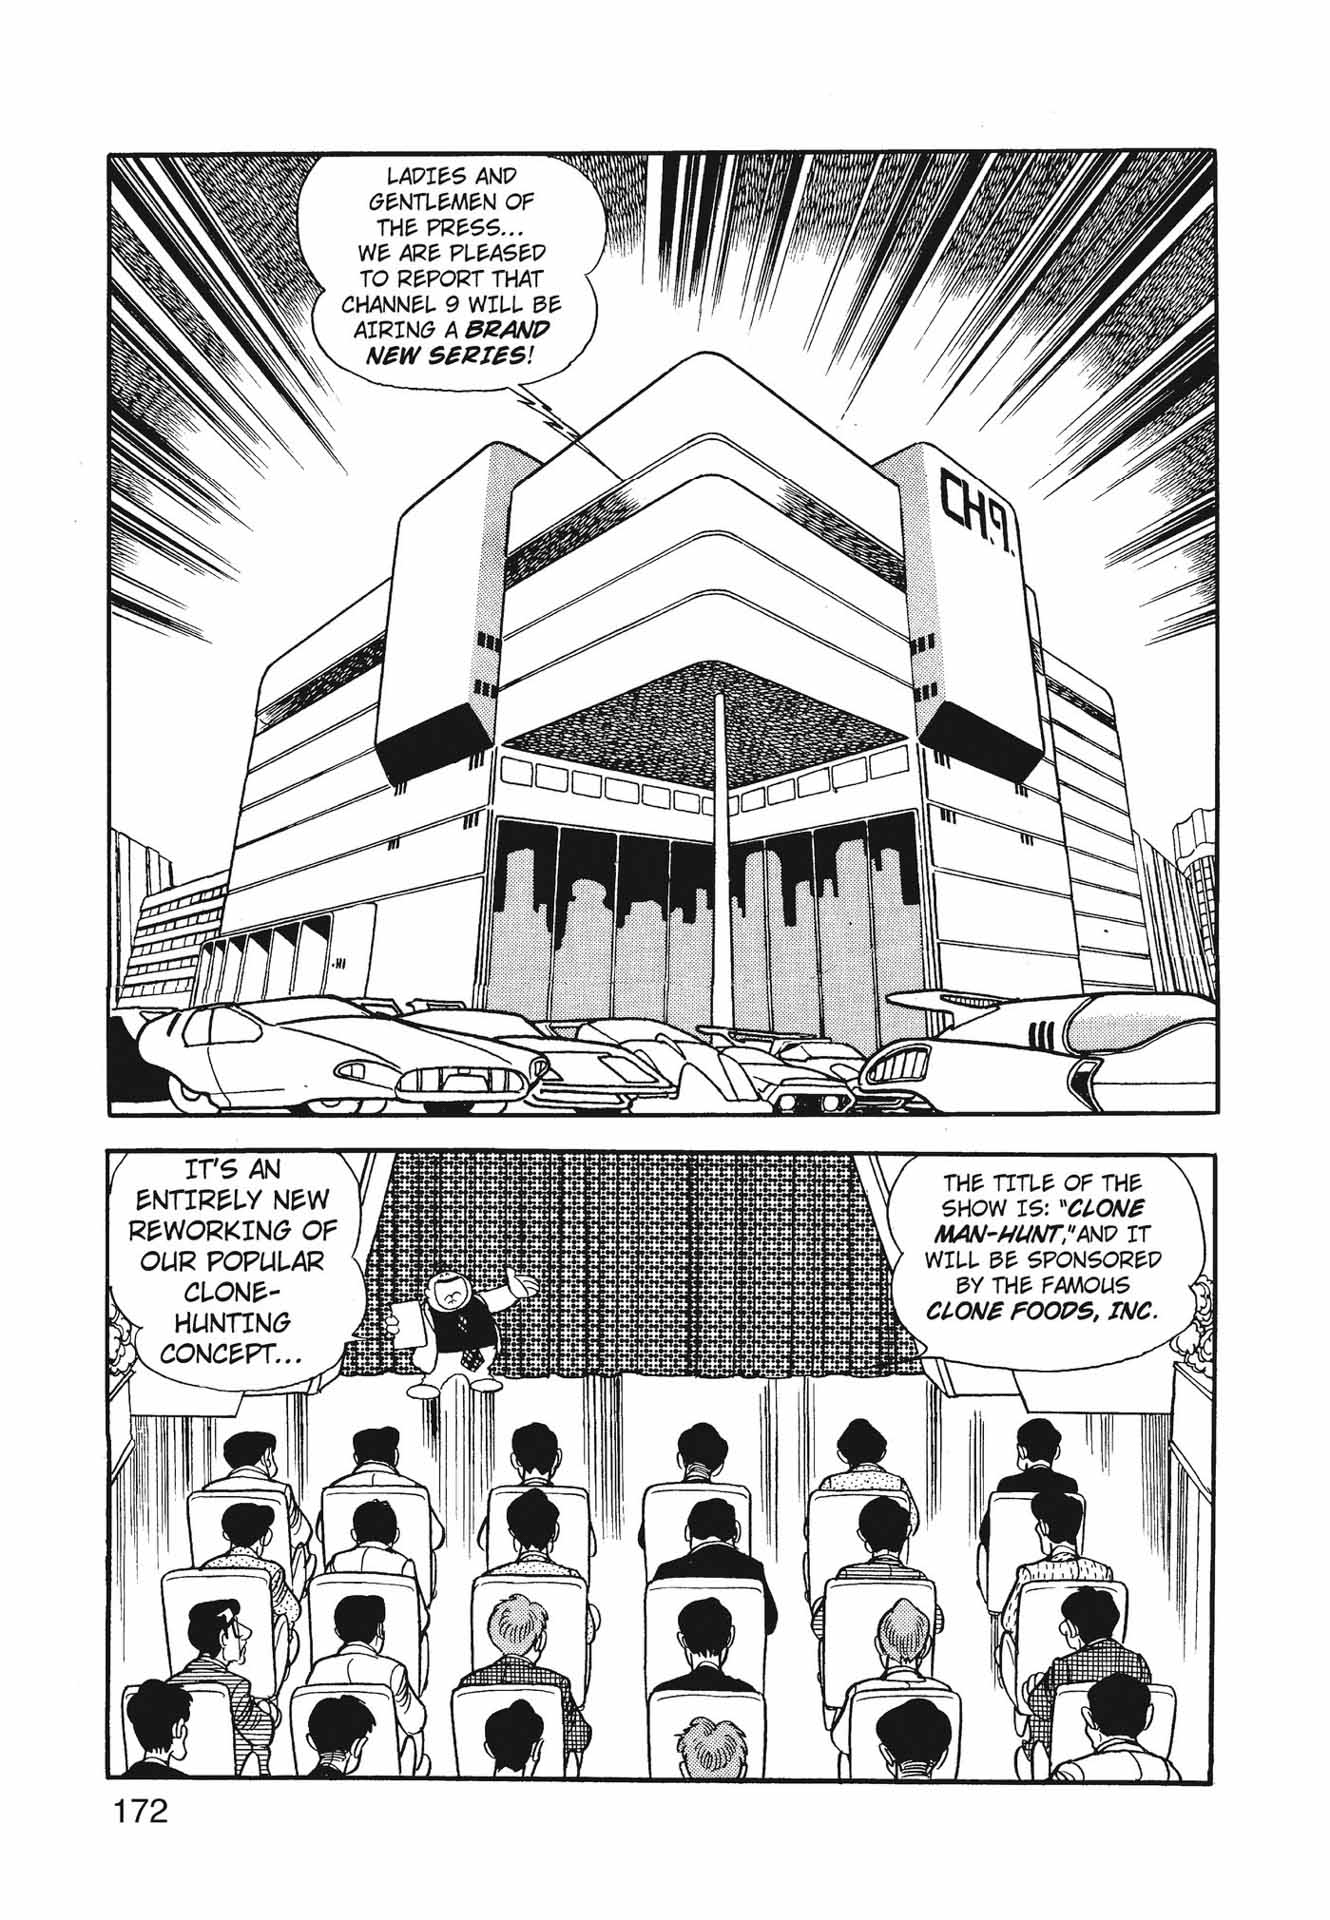 LADIES AND
GENTLEMEN OF
THE PRESS...
WE ARE PLEASED
TO REPORT THAT
CHANNEL 9 WILL BE
AIRING A BRAND
NEW SERIES!
CH.9.
IT'S AN
ENTIRELY NEW
REWORKING OF
OUR POPULAR
CLONE-
HUNTING
CONCEPT...
THE TITLE OF THE
SHOW IS: "CLONE
MAN-HUNT,"AND IT
WILL BE SPONSORED
BY THE FAMOUS
CLONE FOODS, INC.
172